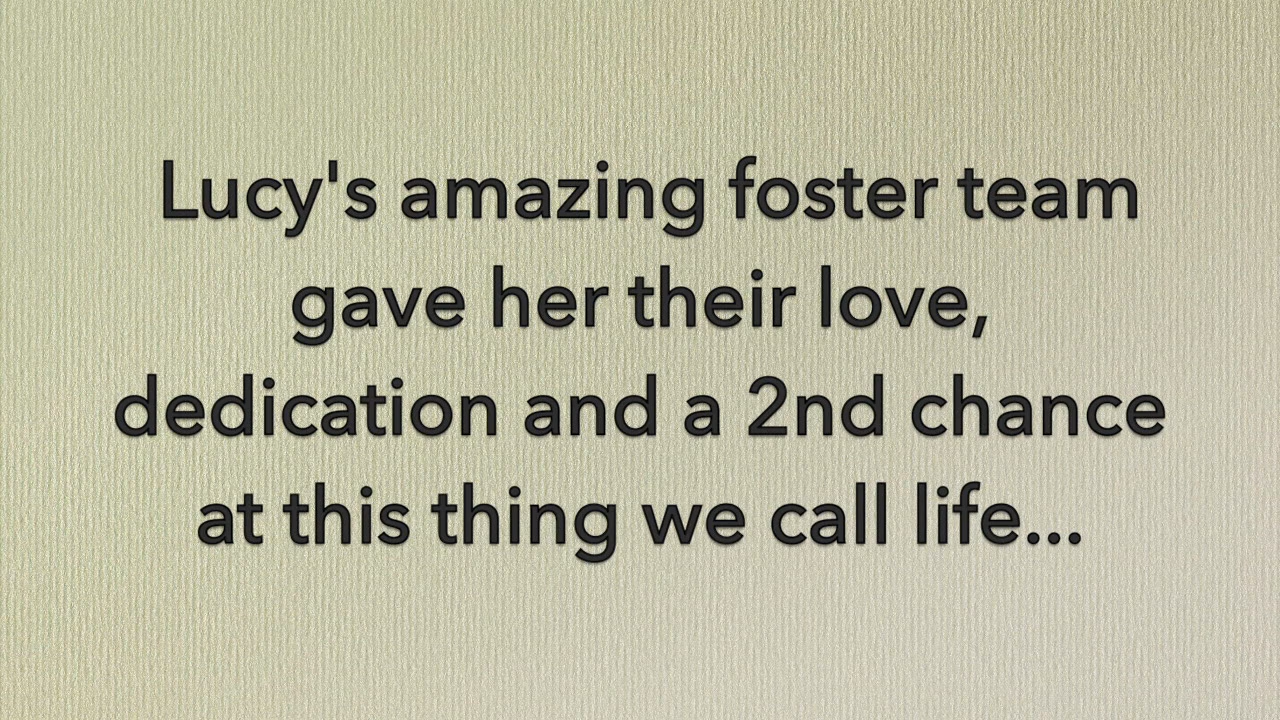 Lucy's amazing foster team
gave her their love,
dedication and a 2nd chance
at this thing we call life...